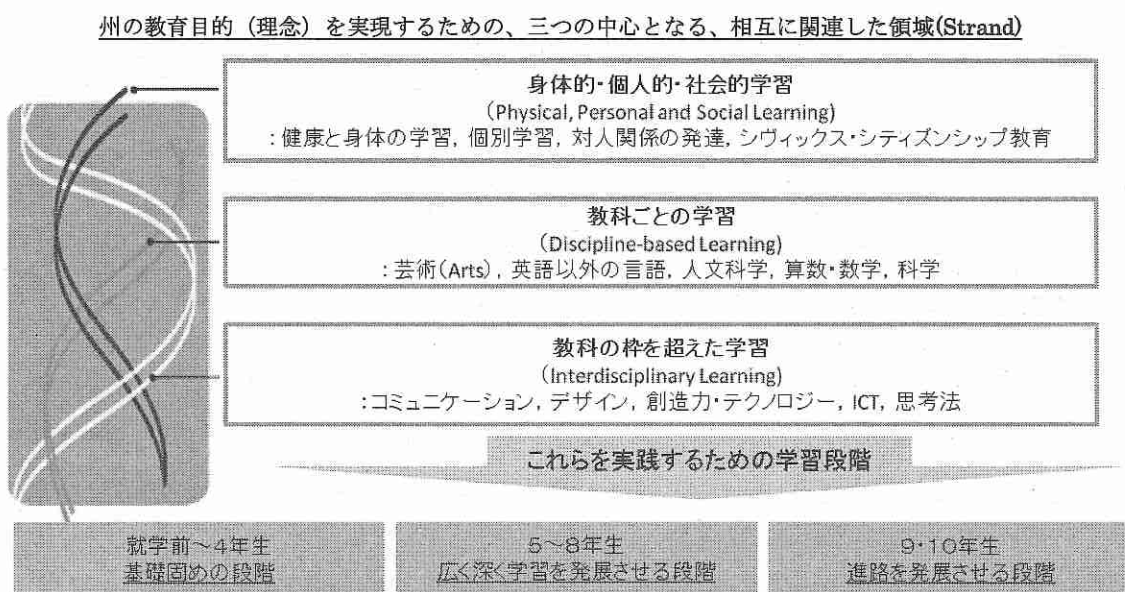 州の教育目的（理念）を実現するための、三つの中心となる、相互に関連した領域(Strand)
身体的・個人的・社会的学習
(Physical, Personal and Social Learning)
：健康と身体の学習, 個別学習, 対人関係の発達, シヴィックス・シティズンシップ教育
教科ごとの学習
(Discipline-based Learning)
：芸術(Arts), 英語以外の言語, 人文科学, 算数・数学, 科学
教科の枠を超えた学習
(Interdisciplinary Learning)
：コミュニケーション, デザイン, 創造力・テクノロジー, ICT, 思考法
これらを実践するための学習段階
就学前～4年生
基礎固めの段階
5～8年生
広く深く学習を発展させる段階
9・10年生
進路を発展させる段階